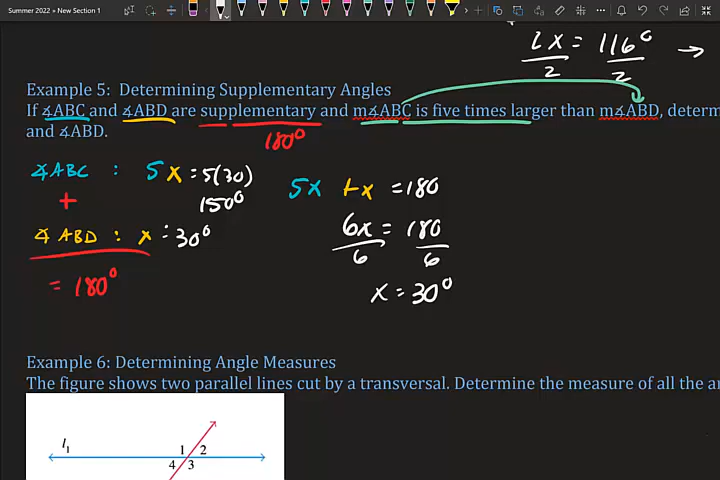 Summer 2022 » New Section 1
2x = 116°
2 2
Example 5: Determining Supplementary Angles
If ∡ABC and ∡ABD are supplementary and m∡ABC is five times larger than m∡ABD, determ
and ∡ABD.
180°
∡ABC : 5x = 5(30)
150°
+
∡ABD : x = 30°
= 180°
5x + x = 180
6x = 180
6 6
x = 30°
Example 6: Determining Angle Measures
The figure shows two parallel lines cut by a transversal. Determine the measure of all the an
l₁
1 2
4 3